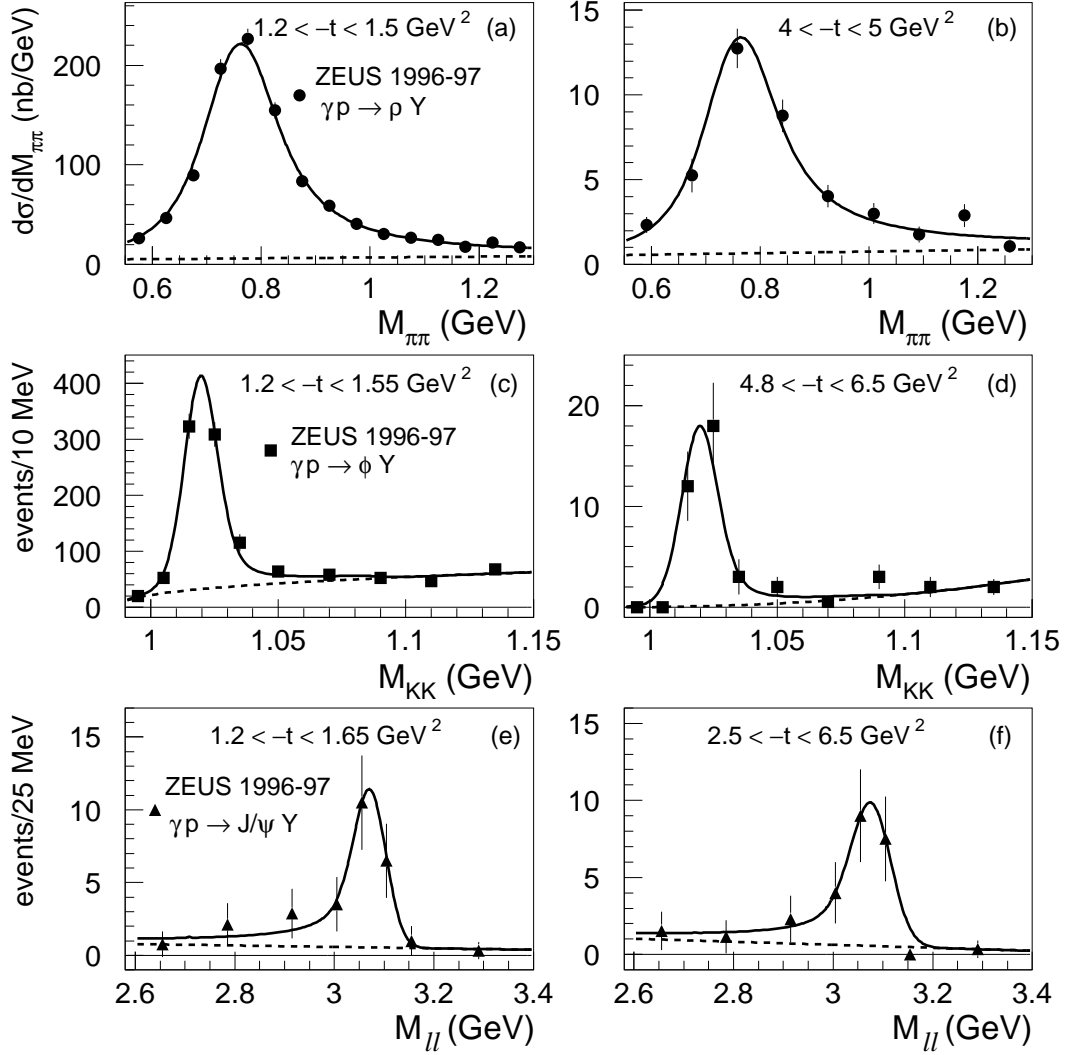 1.2 < –t < 1.5 GeV² (a)
ZEUS 1996-97
γp → ρ Y
dσ/dM_ππ (nb/GeV)
200
100
0
0.6 0.8 1 1.2
M_ππ (GeV)
4 < –t < 5 GeV² (b)
15
10
5
0
0.6 0.8 1 1.2
M_ππ (GeV)
1.2 < –t < 1.55 GeV² (c)
ZEUS 1996-97
γp → ϕ Y
events/10 MeV
400
300
200
100
0
1 1.05 1.1 1.15
M_KK (GeV)
4.8 < –t < 6.5 GeV² (d)
20
10
0
1 1.05 1.1 1.15
M_KK (GeV)
1.2 < –t < 1.65 GeV² (e)
ZEUS 1996-97
γp → J/ψ Y
events/25 MeV
15
10
5
0
2.6 2.8 3 3.2 3.4
M_ll (GeV)
2.5 < –t < 6.5 GeV² (f)
15
10
5
0
2.6 2.8 3 3.2 3.4
M_ll (GeV)